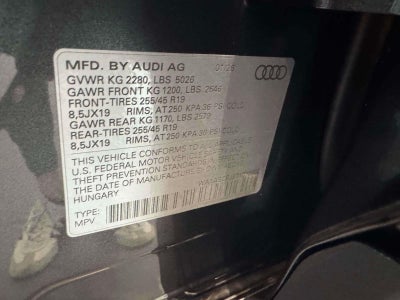 MFD. BY AUDI AG
GVWR KG 2280, LBS 5026
GAWR FRONT KG 1200, LBS 2646
FRONT-TIRES 255/45 R19
8,5JX19 RIMS, AT 250 KPA 36 PSI COLD
GAWR REAR KG 1170, LBS 2579
REAR-TIRES 255/45 R19
8,5JX19 RIMS, AT 250 KPA 36 PSI COLD
THIS VEHICLE CONFORMS TO ALL APPLICABLE
U.S. FEDERAL MOTOR VEHICLE
THEFT PREVENTION STANDARDS
THE DATE OF MANUFACTURE
HUNGARY
TYPE:
MPV